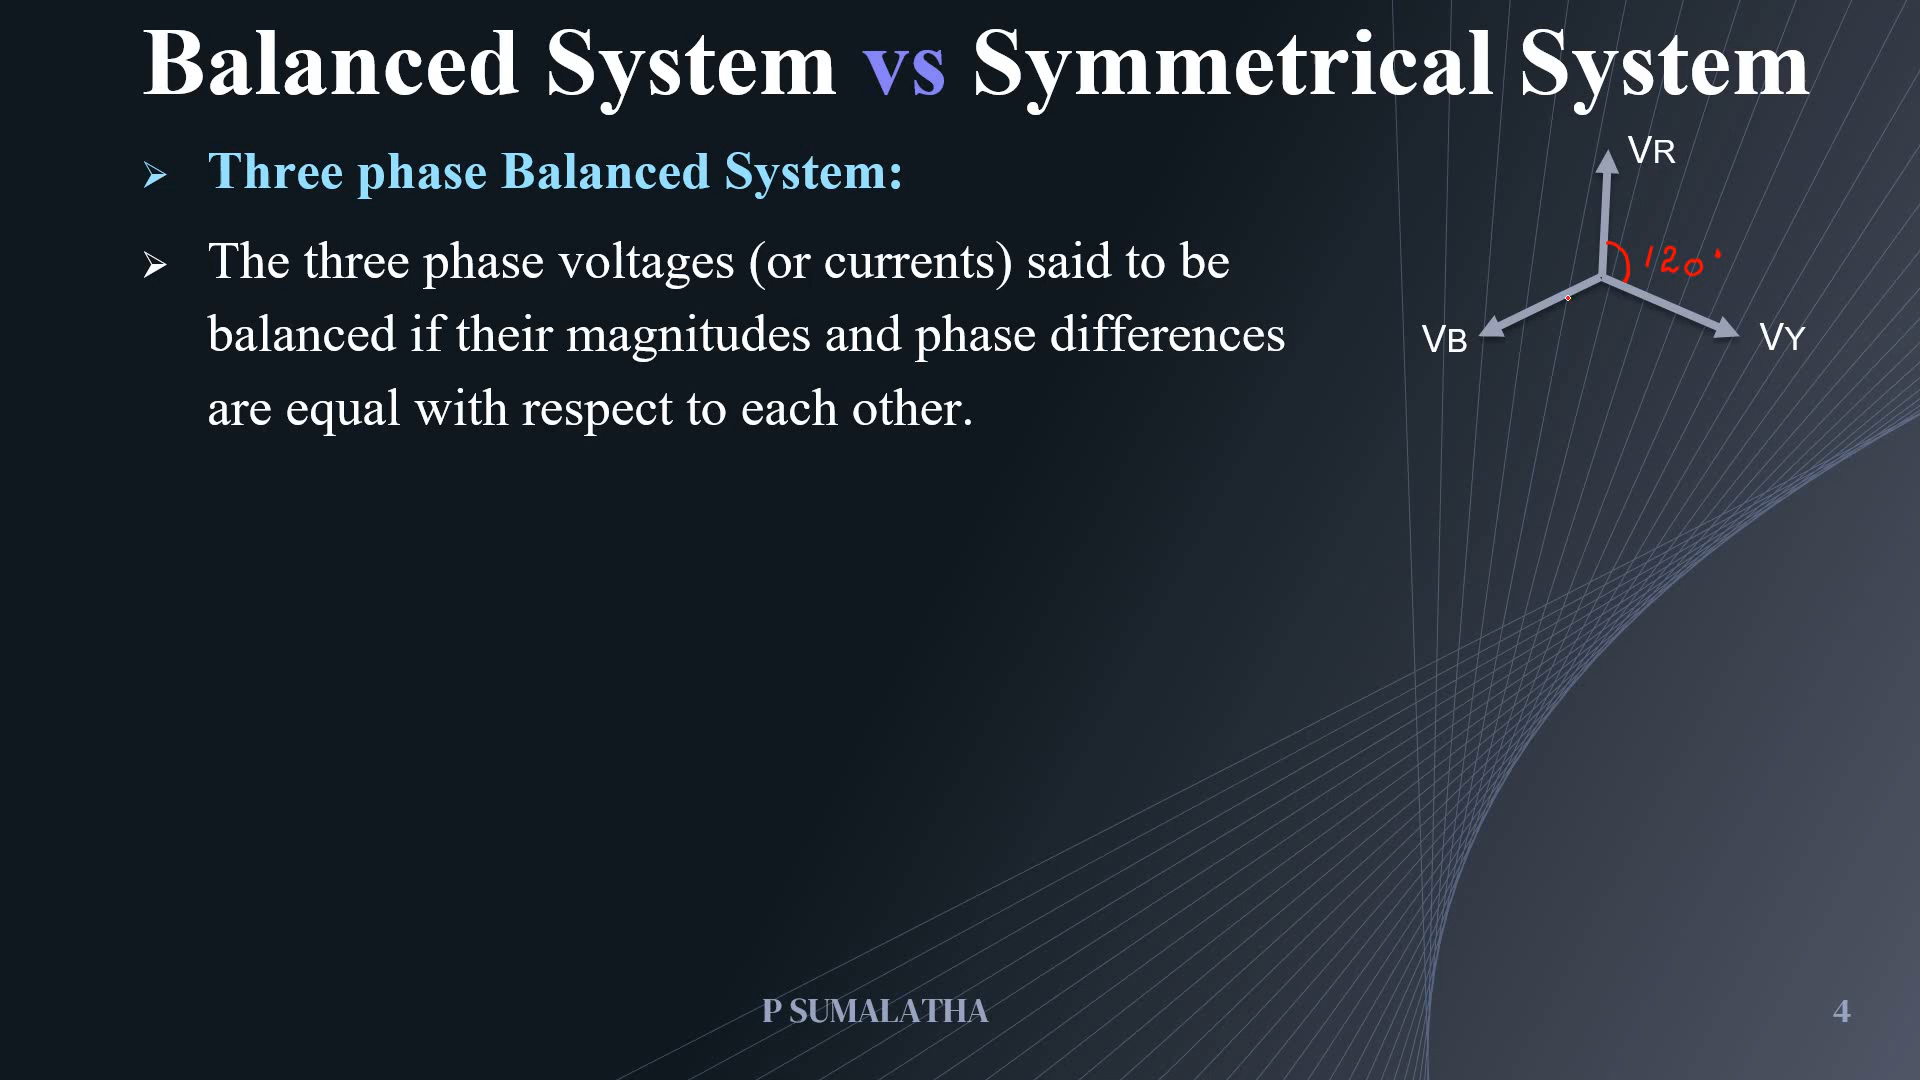 Balanced System vs Symmetrical System
Three phase Balanced System:
The three phase voltages (or currents) said to be
balanced if their magnitudes and phase differences
are equal with respect to each other.
VR
120°
VB
VY
P SUMALATHA
4